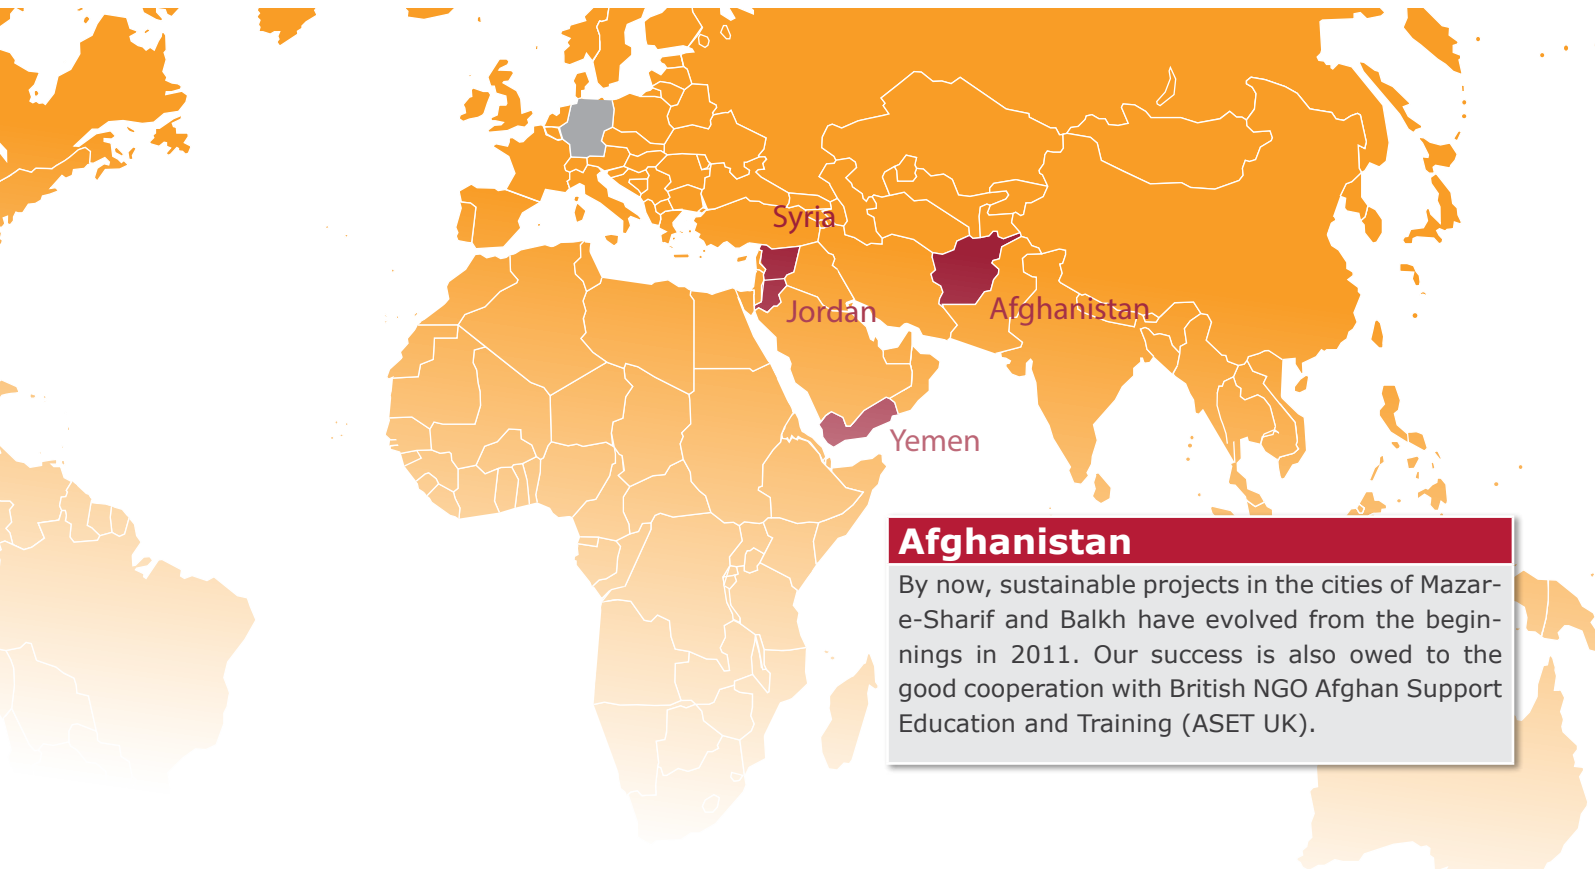 Syria
Jordan
Afghanistan
Yemen
Afghanistan
By now, sustainable projects in the cities of Mazar-
e-Sharif and Balkh have evolved from the begin-
nings in 2011. Our success is also owed to the
good cooperation with British NGO Afghan Support
Education and Training (ASET UK).